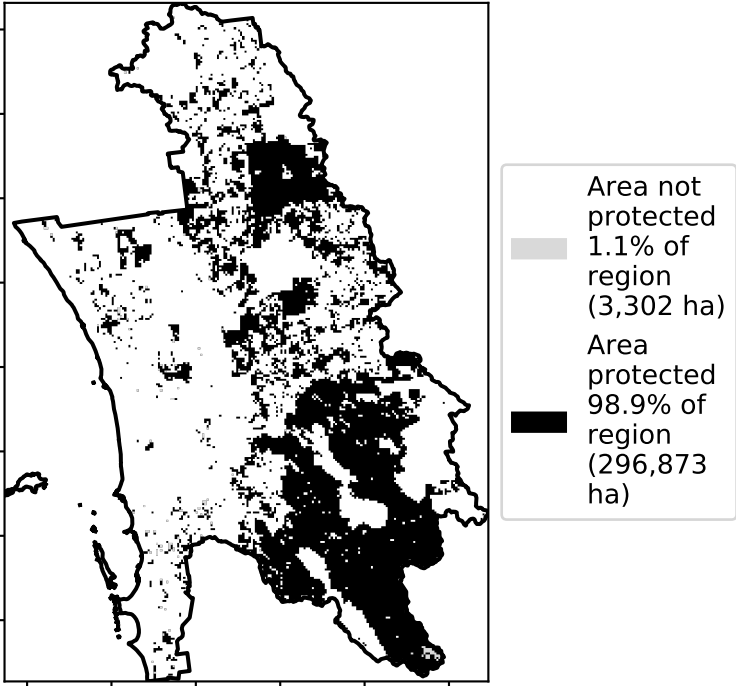 Area not
protected
1.1% of
region
(3,302 ha)
Area
protected
98.9% of
region
(296,873
ha)